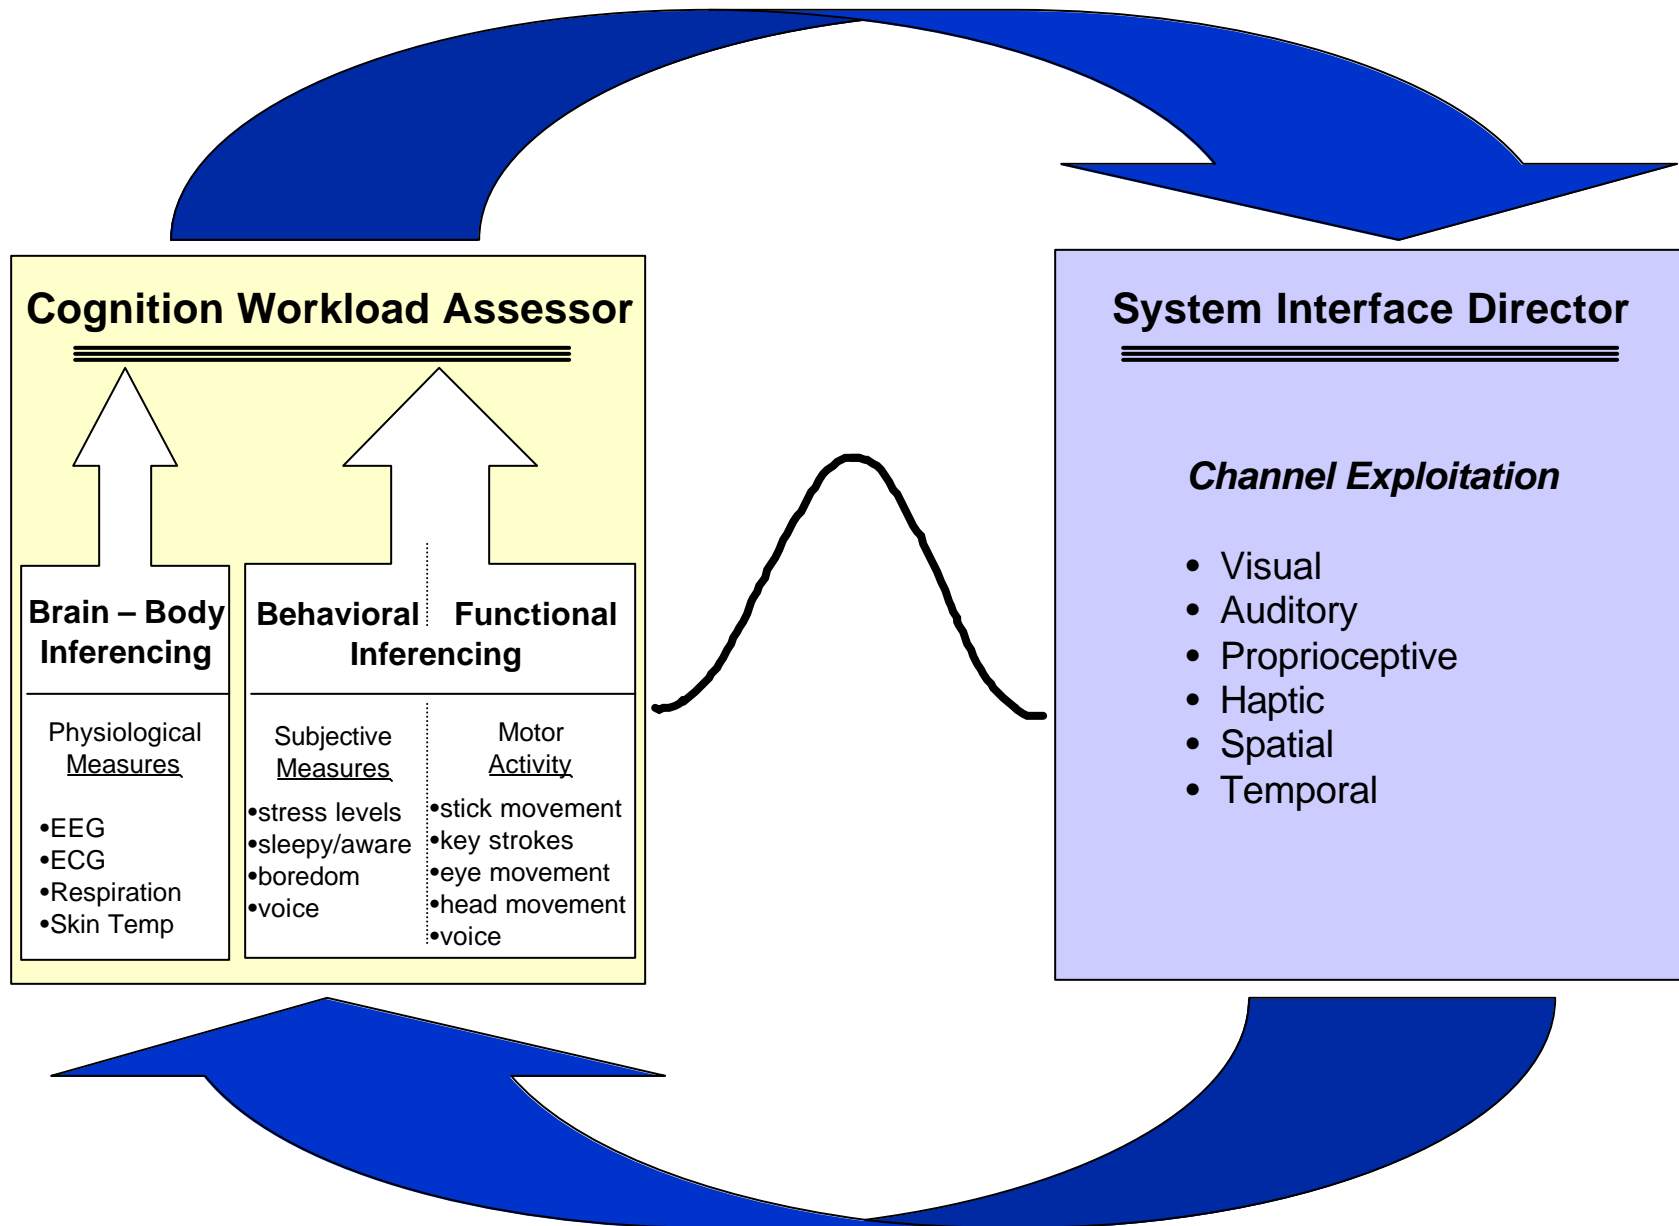 Cognition Workload Assessor
Brain – Body
Inferencing
Physiological
Measures
•EEG
•ECG
•Respiration
•Skin Temp
Behavioral Functional
Inferencing
Subjective
Measures
•stress levels
•sleepy/aware
•boredom
•voice
Motor
Activity
•stick movement
•key strokes
•eye movement
•head movement
•voice
System Interface Director
Channel Exploitation
• Visual
• Auditory
• Proprioceptive
• Haptic
• Spatial
• Temporal